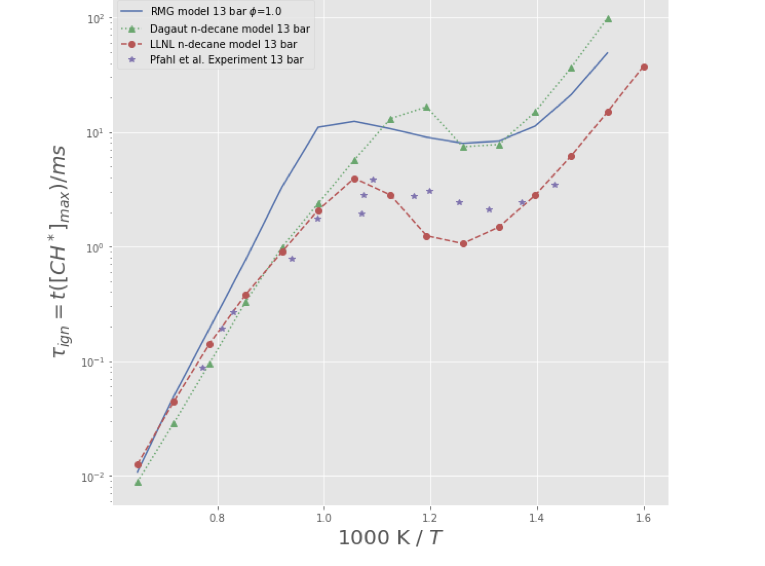 RMG model 13 bar ϕ=1.0
Dagaut n-decane model 13 bar
LLNL n-decane model 13 bar
Pfahl et al. Experiment 13 bar
10²
10¹
10⁰
10⁻¹
10⁻²
τ_ign = t([CH*]_max)/ms
0.8 1.0 1.2 1.4 1.6
1000 K / T